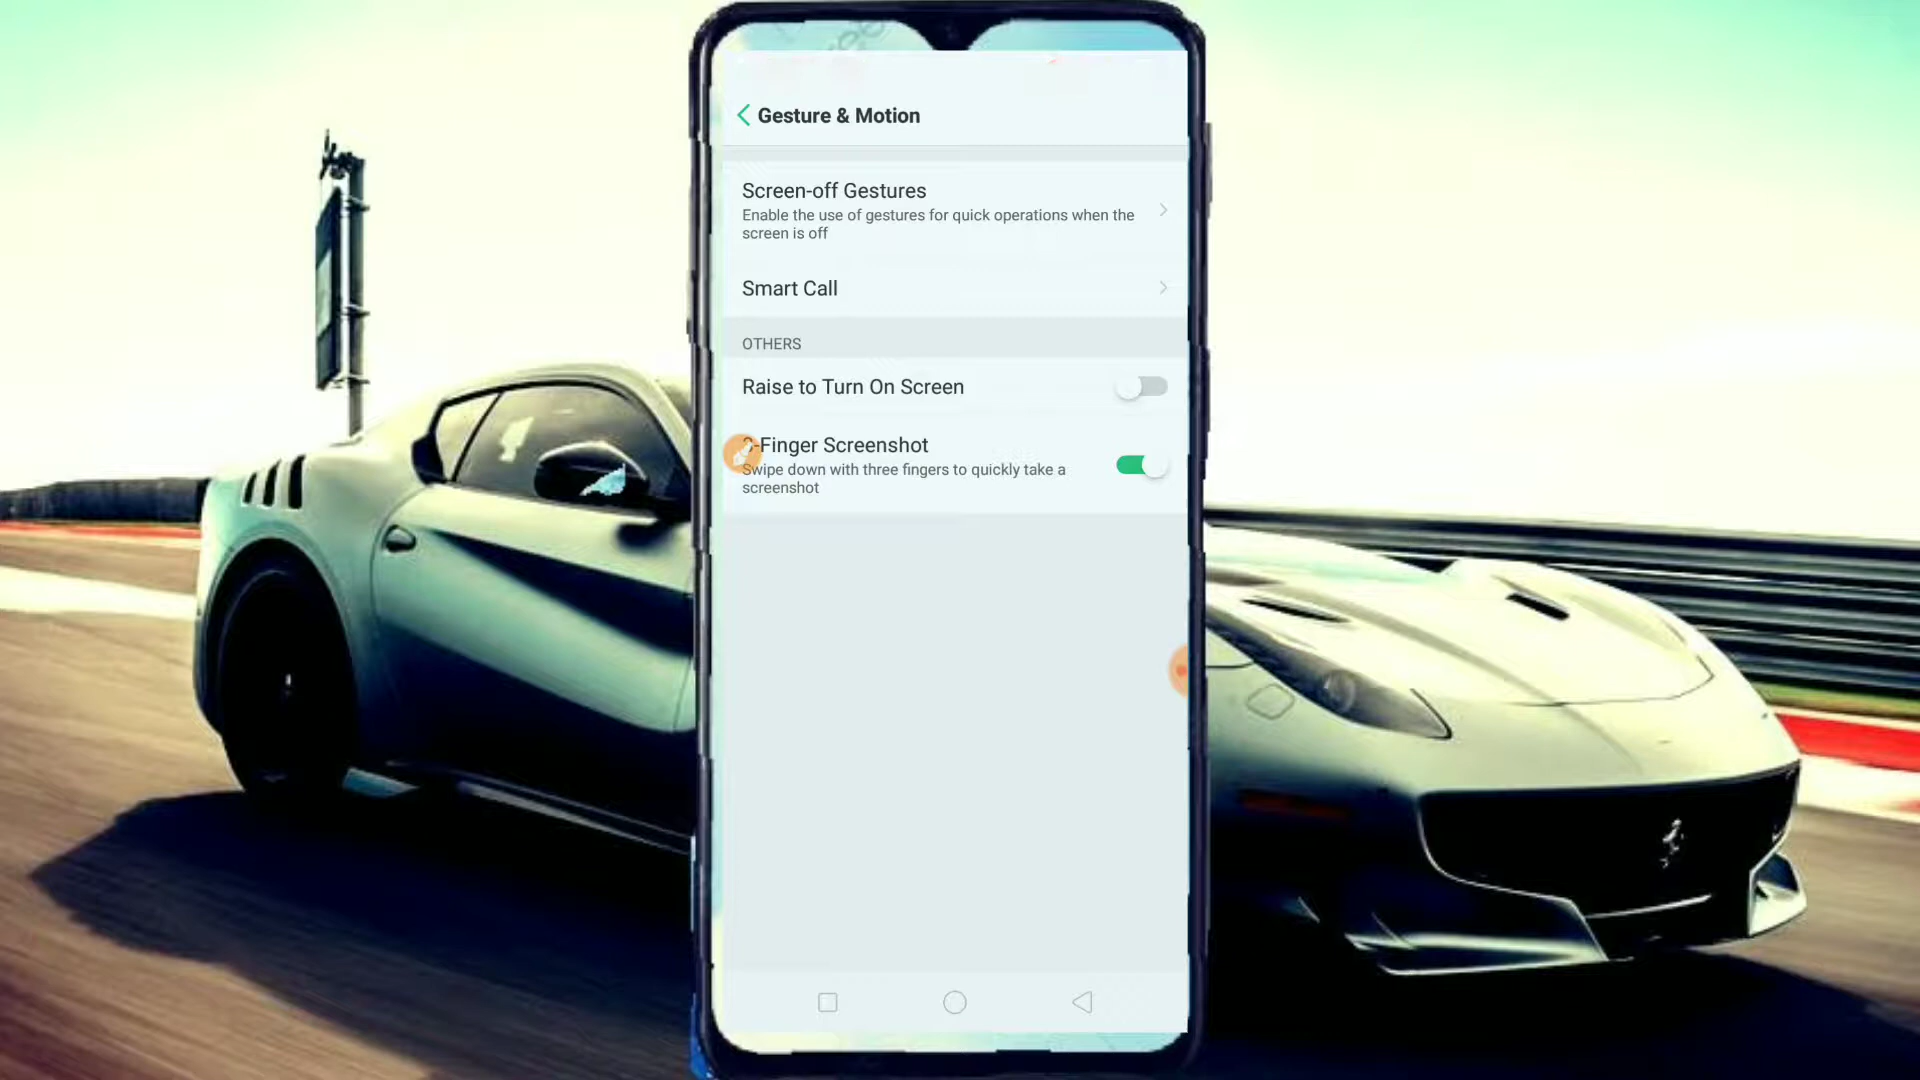 Gesture & Motion
Screen-off Gestures
Enable the use of gestures for quick operations when the
screen is off
Smart Call
OTHERS
Raise to Turn On Screen
-Finger Screenshot
Swipe down with three fingers to quickly take a
screenshot